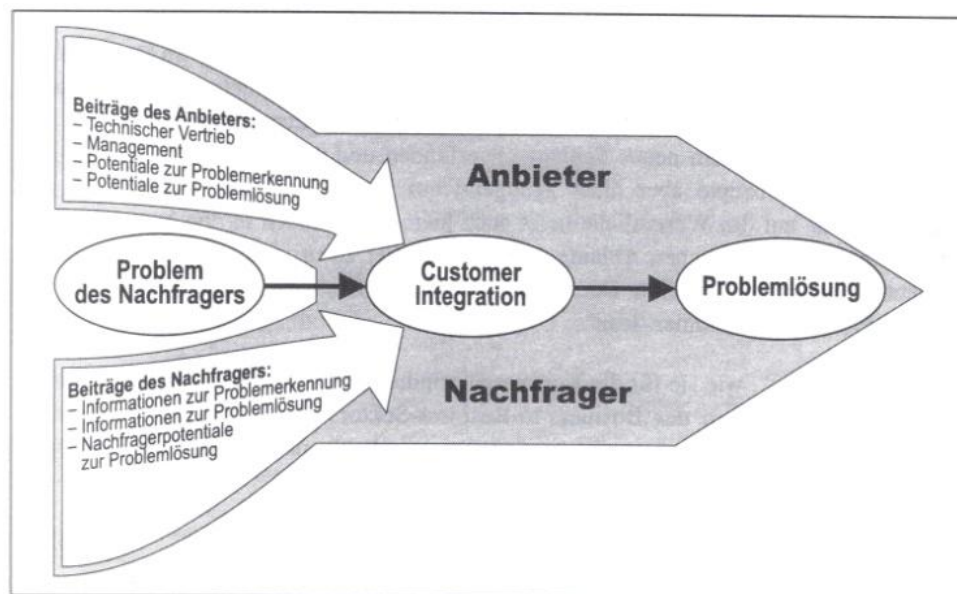 Beiträge des Anbieters:
– Technischer Vertrieb
– Management
– Potentiale zur Problemerkennung
– Potentiale zur Problemlösung
Anbieter
Problem
des Nachfragers
Customer
Integration
Problemlösung
Beiträge des Nachfragers:
– Informationen zur Problemerkennung
– Informationen zur Problemlösung
– Nachfragerpotentiale
zur Problemlösung
Nachfrager